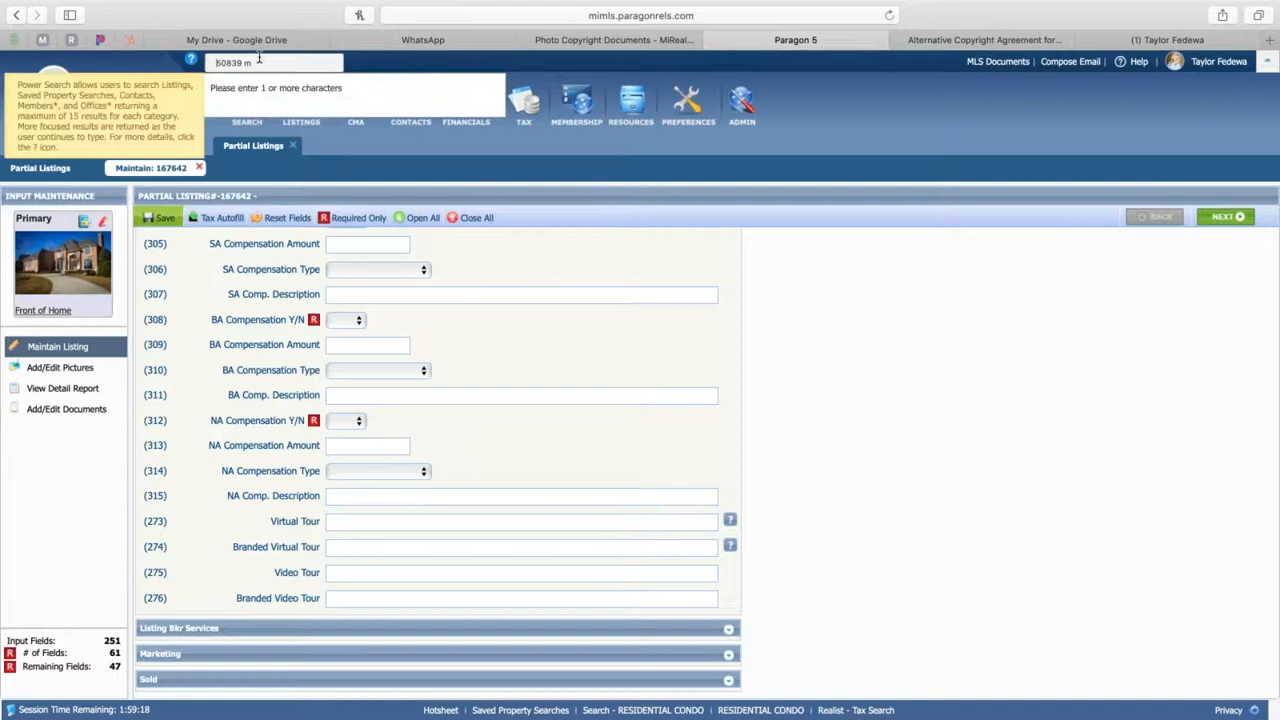 mimls.paragonrels.com
My Drive - Google Drive
WhatsApp
Photo Copyright Documents - MiReal...
Paragon 5
Alternative Copyright Agreement for...
(1) Taylor Fedewa
M
R
50839 m
MLS Documents
Compose Email
Help
Taylor Fedewa
Power Search allows users to search Listings,
Saved Property Searches, Contacts,
Members*, and Offices* returning a
maximum of 15 results for each category.
More focused results are returned as the
user continues to type. For more details, click
the ? icon.
Please enter 1 or more characters
SEARCH
LISTINGS
CMA
CONTACTS
FINANCIALS
TAX
MEMBERSHIP
RESOURCES
PREFERENCES
ADMIN
Partial Listings
Partial Listings
Maintain: 167642
INPUT MAINTENANCE
PARTIAL LISTING#-167642 -
Primary
Save
Tax Autofill
Reset Fields
R Required Only
Open All
Close All
BACK
NEXT
Front of Home
Maintain Listing
Add/Edit Pictures
View Detail Report
Add/Edit Documents
(305) SA Compensation Amount
(306) SA Compensation Type
(307) SA Comp. Description
(308) BA Compensation Y/N R
(309) BA Compensation Amount
(310) BA Compensation Type
(311) BA Comp. Description
(312) NA Compensation Y/N R
(313) NA Compensation Amount
(314) NA Compensation Type
(315) NA Comp. Description
(273) Virtual Tour ?
(274) Branded Virtual Tour ?
(275) Video Tour
(276) Branded Video Tour
Listing Bkr Services
Marketing
Sold
Input Fields: 251
R # of Fields: 61
R Remaining Fields: 47
Session Time Remaining: 1:59:18
Hotsheet
Saved Property Searches
Search - RESIDENTIAL CONDO
RESIDENTIAL CONDO
Realist - Tax Search
Privacy